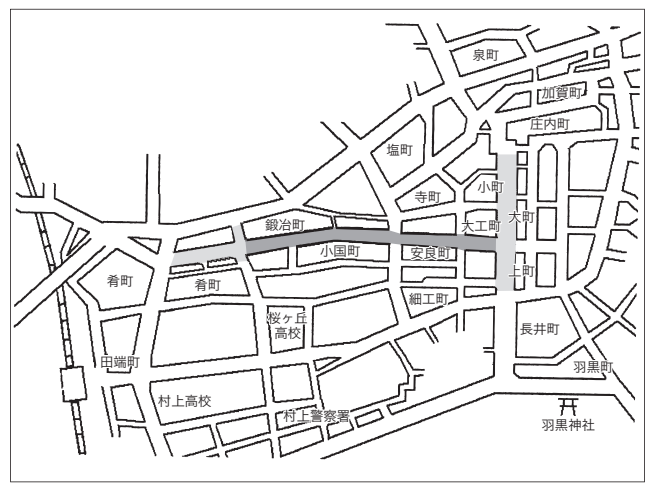 泉町
加賀町
庄内町
塩町
小町
寺町
大町
大工町
鍛冶町
小国町
安良町
上町
肴町
肴町
細工町
桜ヶ丘
高校
長井町
田端町
羽黒町
村上高校
村上警察署
羽黒神社